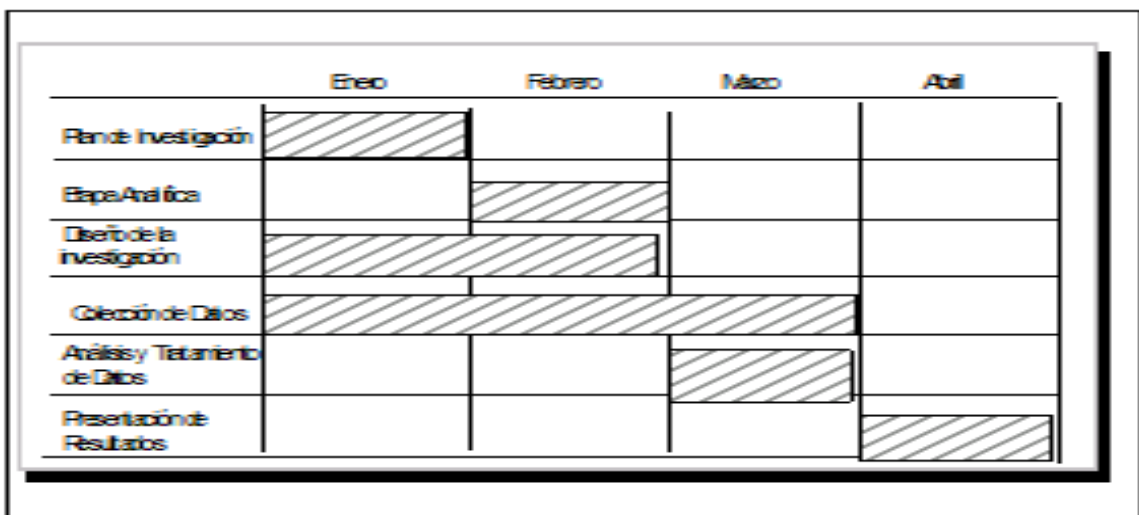 Enero Febrero Marzo Abril
Plan de Investigación
Etapa Analítica
Diseño de la
investigación
Colección de Datos
Análisis y Tratamiento
de Datos
Presentación de
Resultados